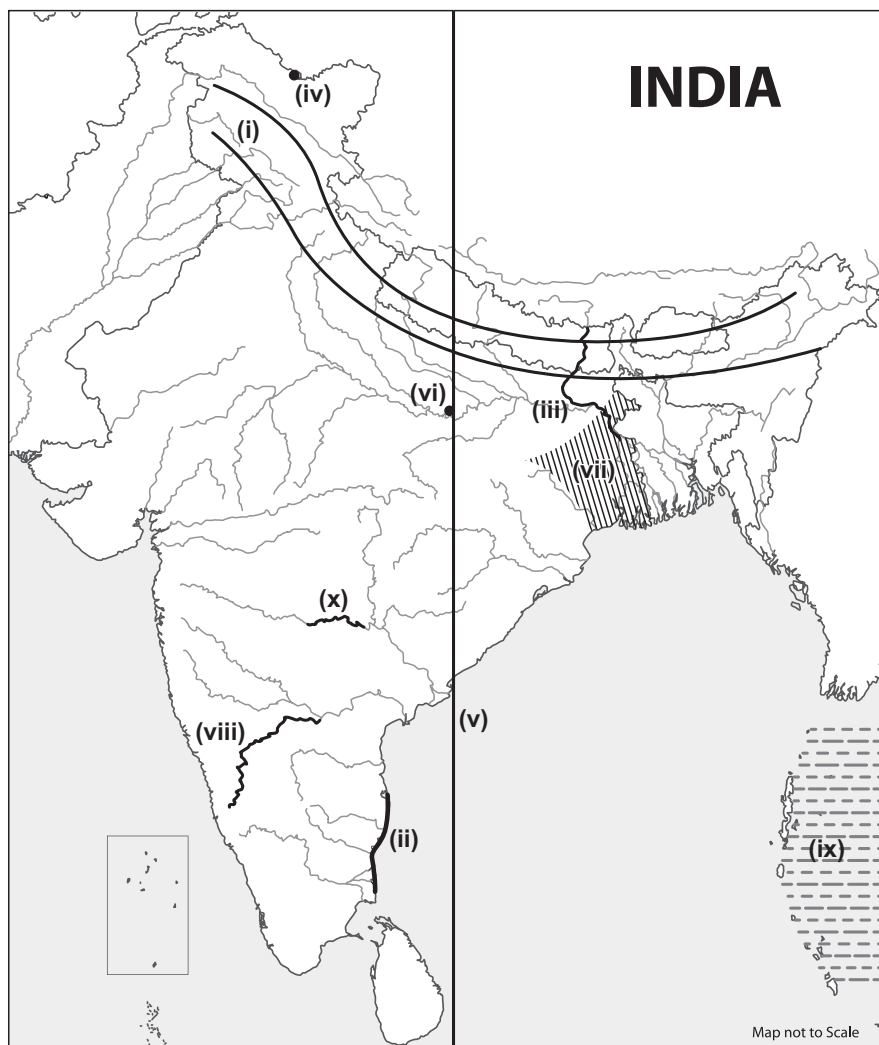 INDIA
(iv)
(i)
(vi)
(iii)
(vii)
(x)
(v)
(viii)
(ii)
(ix)
Map not to Scale